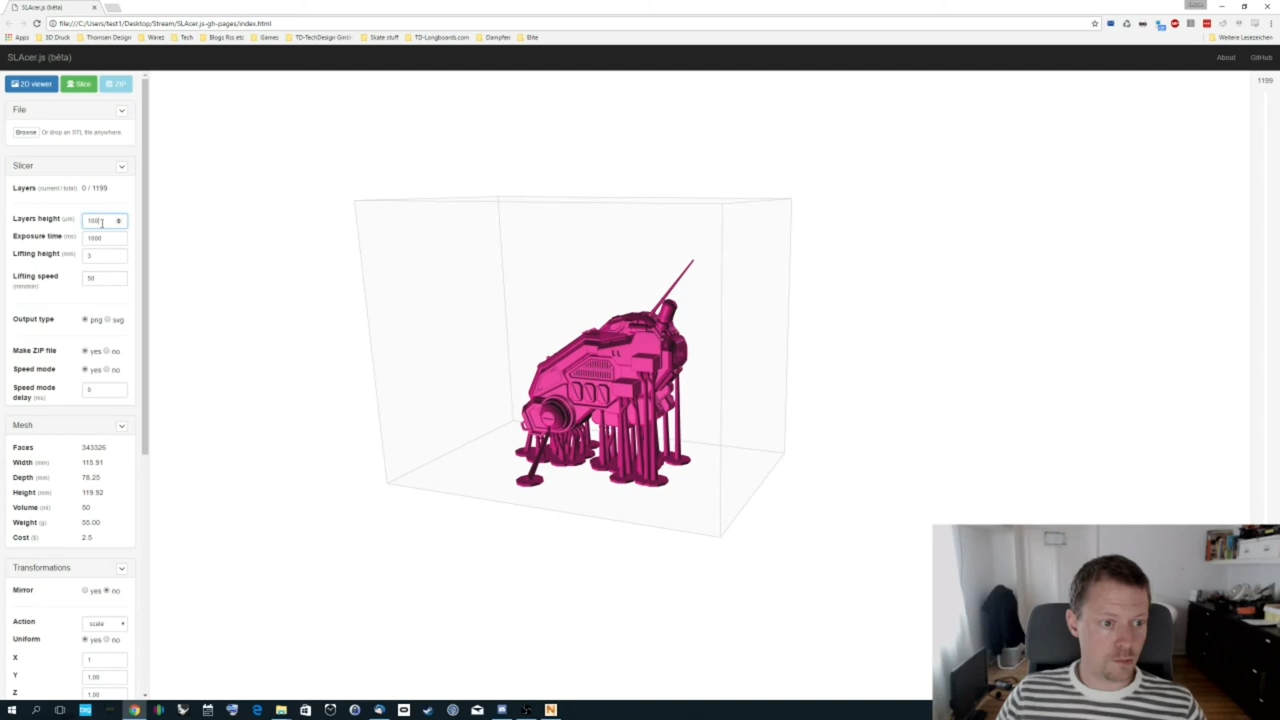 SLAcer.js (bêta)
file:///C:/Users/test1/Desktop/Stream/SLAcer.js-gh-pages/index.html
Apps 3D Druck Thomsen Design Warez Tech Blogs Rss etc Games TD-TechDesign GmbH Skate stuff TD-Longboards.com Dampfen Elite Weitere Lesezeichen
SLAcer.js (bêta) About GitHub
2D viewer Slice ZIP 1199
File
Browse Or drop an STL file anywhere.
Slicer
Layers (current / total) 0 / 1199
Layers height (μm) 100
Exposure time (ms) 1000
Lifting height (mm) 3
Lifting speed 50
(mm/min)
Output type png svg
Make ZIP file yes no
Speed mode yes no
Speed mode 0
delay (ms)
Mesh
Faces 343326
Width (mm) 115.91
Depth (mm) 78.25
Height (mm) 119.92
Volume (ml) 50
Weight (g) 55.00
Cost ($) 2.5
Transformations
Mirror yes no
Action scale
Uniform yes no
X 1
Y 1.00
Z 1.00